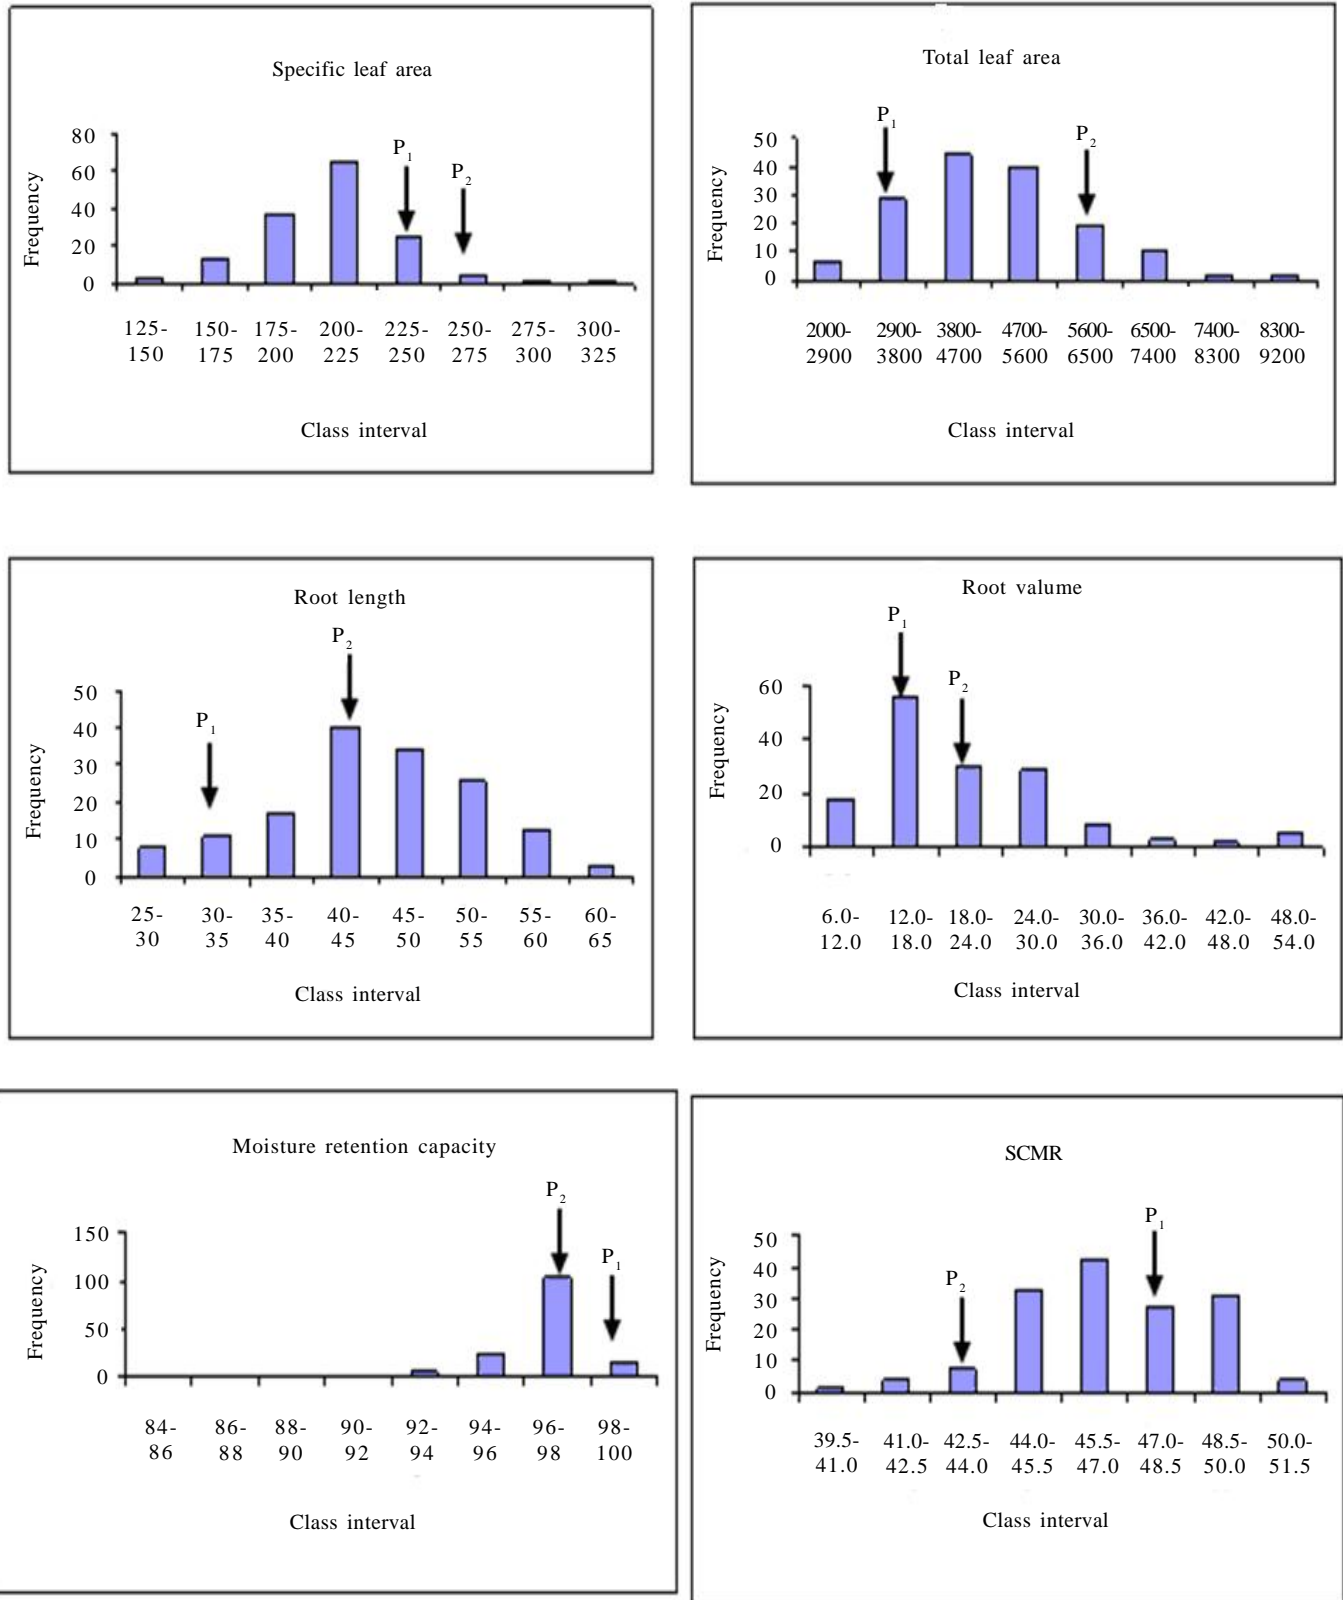 Specific leaf area
P1
P2
Frequency
80
60
40
20
0
125- 150- 175- 200- 225- 250- 275- 300-
150 175 200 225 250 275 300 325
Class interval
Total leaf area
P1
P2
Frequency
50
40
30
20
10
0
2000- 2900- 3800- 4700- 5600- 6500- 7400- 8300-
2900 3800 4700 5600 6500 7400 8300 9200
Class interval
Root length
P2
P1
Frequency
50
40
30
20
10
0
25- 30- 35- 40- 45- 50- 55- 60-
30 35 40 45 50 55 60 65
Class interval
Root valume
P1
P2
Frequency
60
40
20
0
6.0- 12.0- 18.0- 24.0- 30.0- 36.0- 42.0- 48.0-
12.0 18.0 24.0 30.0 36.0 42.0 48.0 54.0
Class interval
Moisture retention capacity
P2
P1
Frequency
150
100
50
0
84- 86- 88- 90- 92- 94- 96- 98-
86 88 90 92 94 96 98 100
Class interval
SCMR
P1
P2
Frequency
50
40
30
20
10
0
39.5- 41.0- 42.5- 44.0- 45.5- 47.0- 48.5- 50.0-
41.0 42.5 44.0 45.5 47.0 48.5 50.0 51.5
Class interval